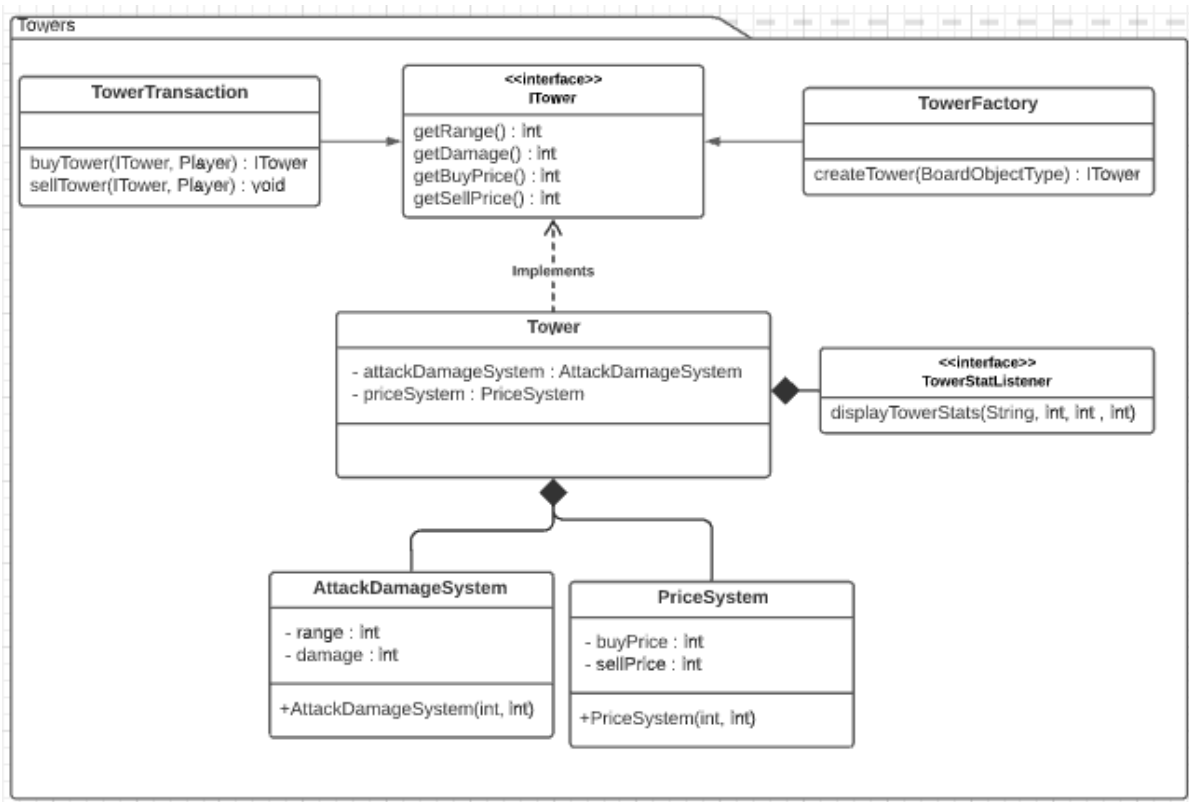 Towers
TowerTransaction
buyTower(ITower, Player) : ITower
sellTower(ITower, Player) : void
<<interface>>
ITower
getRange() : int
getDamage() : int
getBuyPrice() : int
getSellPrice() : int
TowerFactory
createTower(BoardObjectType) : ITower
Implements
Tower
- attackDamageSystem : AttackDamageSystem
- priceSystem : PriceSystem
<<interface>>
TowerStatListener
displayTowerStats(String, int, int , int)
AttackDamageSystem
- range : int
- damage : int
+AttackDamageSystem(int, int)
PriceSystem
- buyPrice : int
- sellPrice : int
+PriceSystem(int, int)